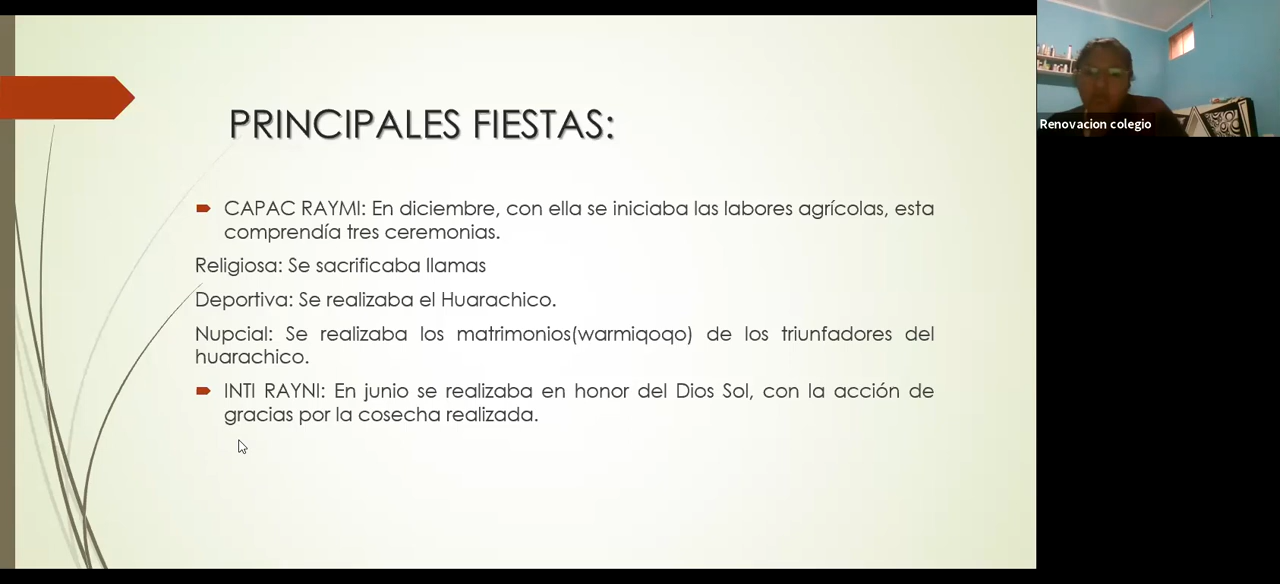 PRINCIPALES FIESTAS:
CAPAC RAYMI: En diciembre, con ella se iniciaba las labores agrícolas, esta
comprendía tres ceremonias.
Religiosa: Se sacrificaba llamas
Deportiva: Se realizaba el Huarachico.
Nupcial: Se realizaba los matrimonios(warmiqoqo) de los triunfadores del
huarachico.
INTI RAYNI: En junio se realizaba en honor del Dios Sol, con la acción de
gracias por la cosecha realizada.
Renovacion colegio